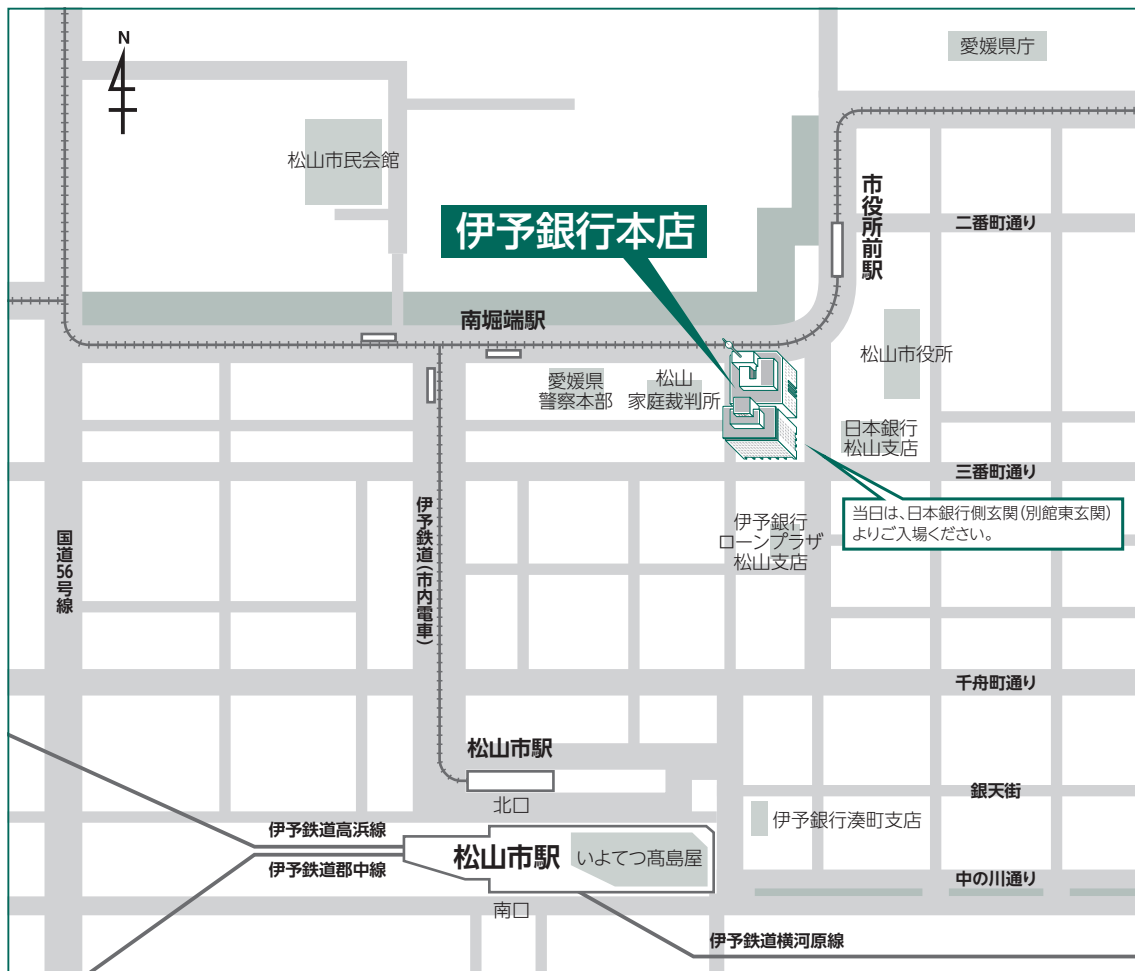 N
愛媛県庁
松山市民会館
市役所前駅
伊予銀行本店
二番町通り
南堀端駅
松山市役所
愛媛県
警察本部
松山
家庭裁判所
日本銀行
松山支店
三番町通り
当日は、日本銀行側玄関(別館東玄関)
よりご入場ください。
伊予銀行
ローンプラザ
松山支店
国道56号線
伊予鉄道(市内電車)
千舟町通り
松山市駅
北口
銀天街
伊予銀行湊町支店
伊予鉄道高浜線
松山市駅
いよてつ髙島屋
伊予鉄道郡中線
中の川通り
南口
伊予鉄道横河原線